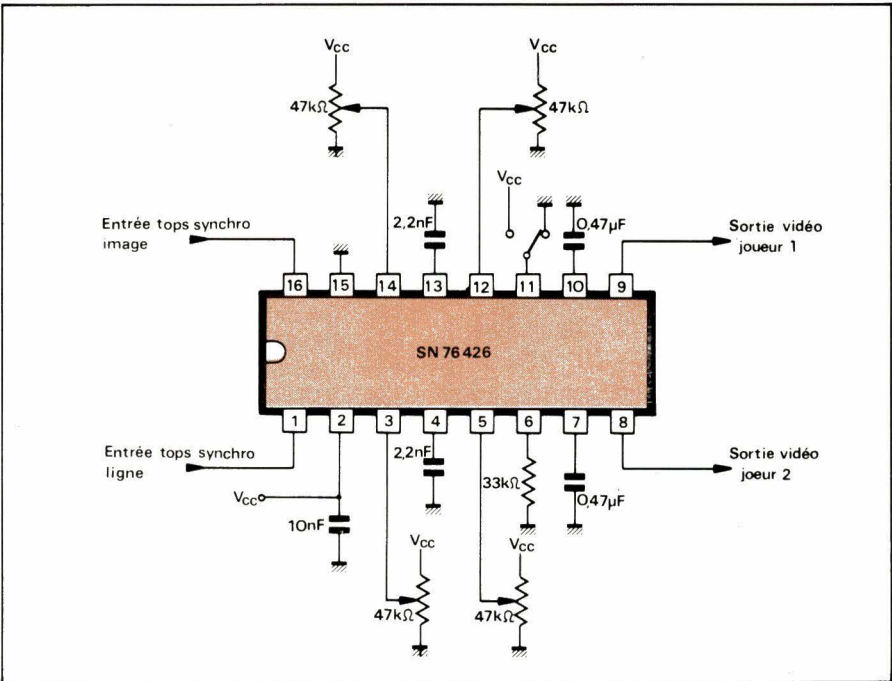 VCC
VCC
47kΩ
47kΩ
VCC
Entrée tops synchro
image
2,2nF
0,47µF
Sortie vidéo
joueur 1
16 15 14 13 12 11 10 9
SN 76 426
1 2 3 4 5 6 7 8
Entrée tops synchro
ligne
2,2nF
33kΩ
Sortie vidéo
joeur 2
VCC
10nF
0,47µF
VCC
VCC
47kΩ
47kΩ